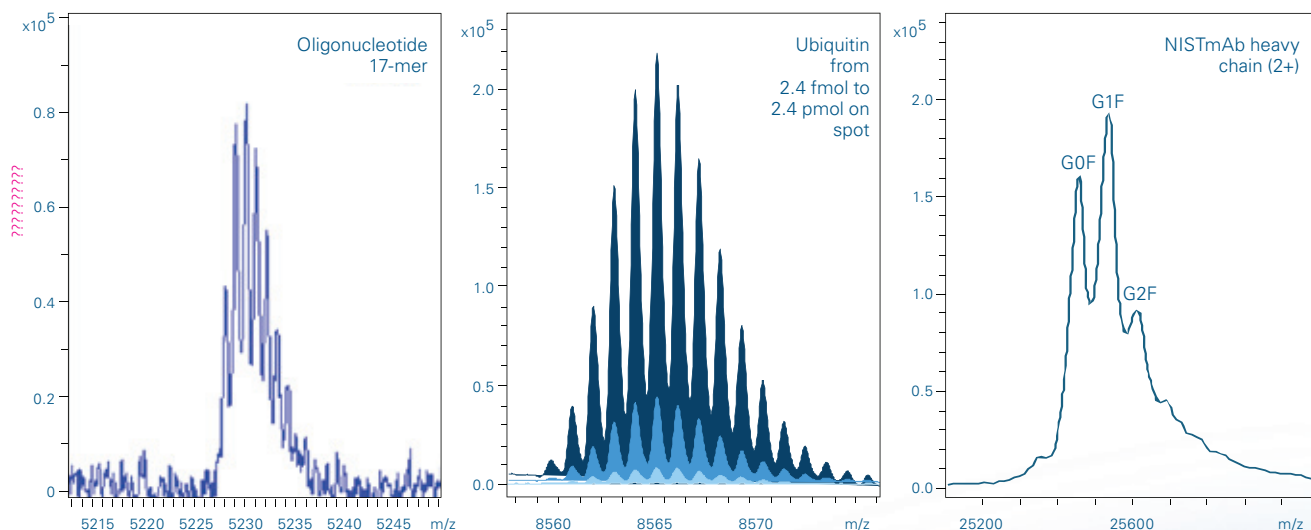 x10⁵
Oligonucleotide
17-mer
0.8
0.6
0.4
0.2
0
??????????
5215
5220
5225
5230
5235
5240
5245
m/z
x10⁵
Ubiquitin
from
2.4 fmol to
2.4 pmol on
spot
2.0
1.5
1.0
0.5
0.0
8560
8565
8570
m/z
x10⁵
NISTmAb heavy
chain (2+)
G1F
G0F
G2F
2.0
1.5
1.0
0.5
0.0
25200
25600
m/z